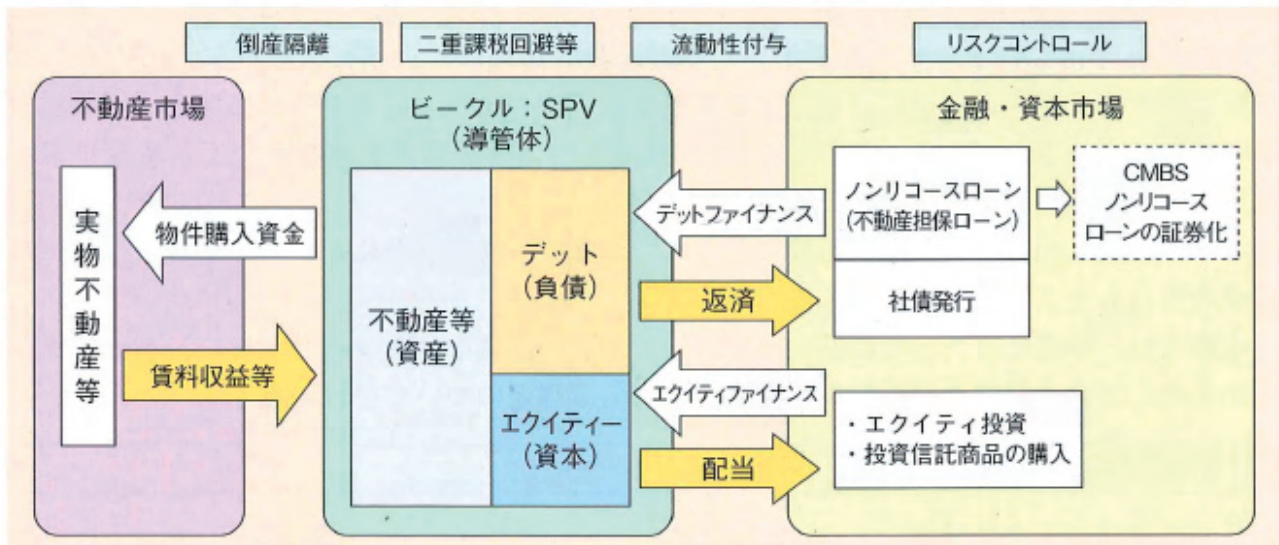 倒産隔離
二重課税回避等
流動性付与
リスクコントロール
不動産市場
実物不動産等
物件購入資金
賃料収益等
ビークル：SPV
（導管体）
不動産等
（資産）
デット
（負債）
エクイティー
（資本）
デットファイナンス
返済
エクイティファイナンス
配当
金融・資本市場
ノンリコースローン
（不動産担保ローン）
社債発行
CMBS
ノンリコース
ローンの証券化
・エクイティ投資
・投資信託商品の購入